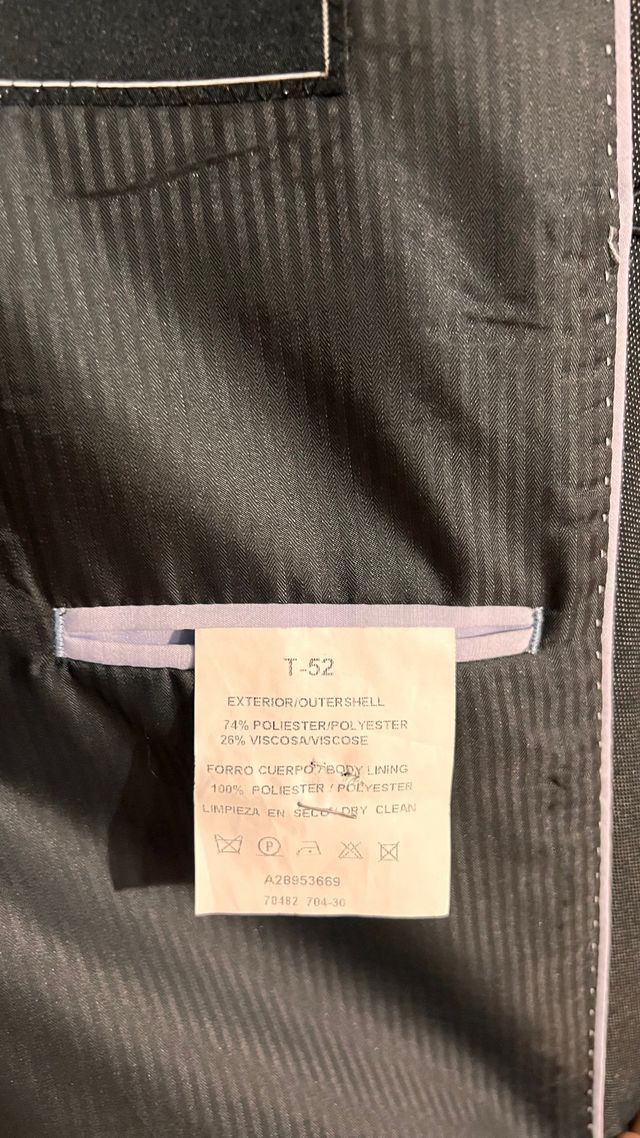 T-52
EXTERIOR/OUTERSHELL
74% POLIESTER/POLYESTER
26% VISCOSA/VISCOSE
FORRO CUERPO / BODY LINING
100% POLIESTER / POLYESTER
LIMPIEZA EN SECO / DRY CLEAN
P
A28953669
70482 704-30